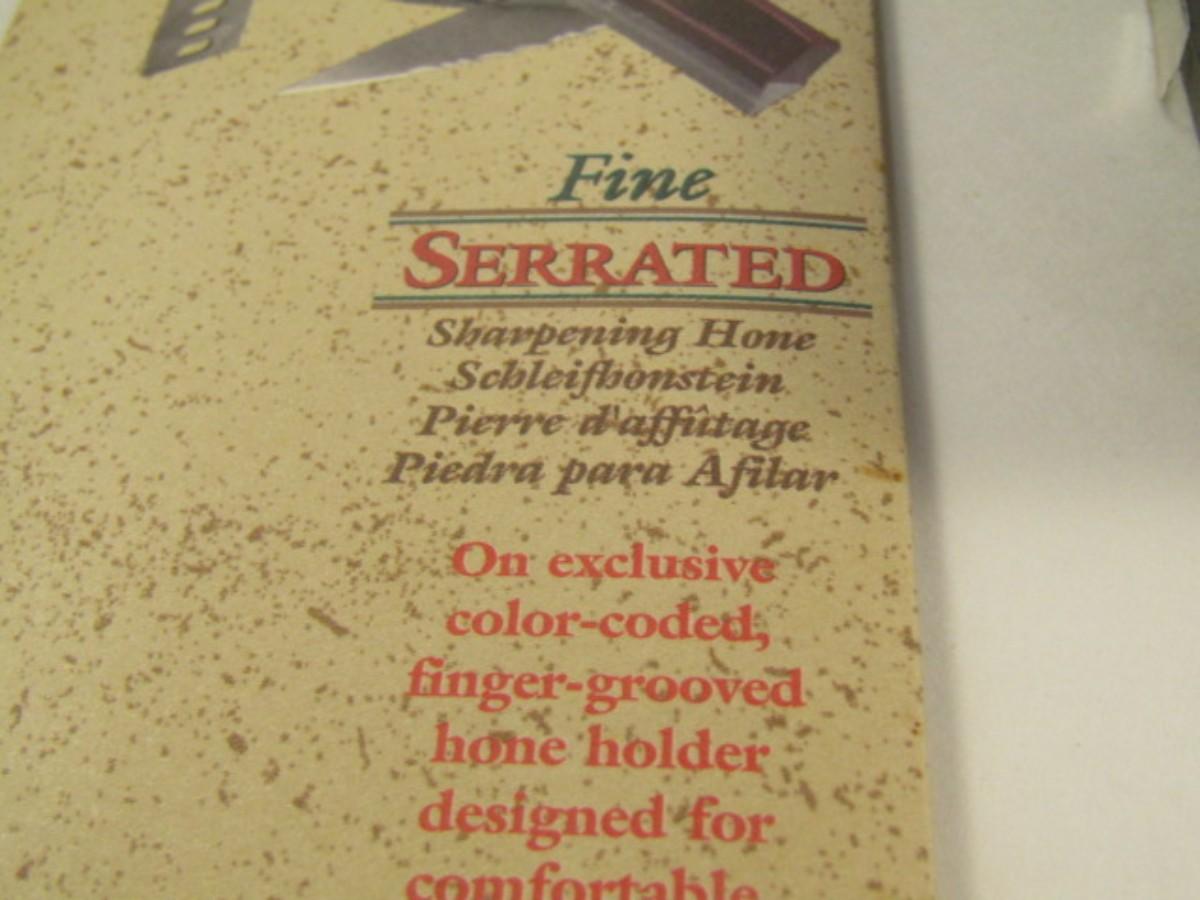 Fine
SERRATED
Sharpening Hone
Schleifhonstein
Pierre d'affûtage
Piedra para Afilar
On exclusive
color-coded,
finger-grooved
hone holder
designed for
comfortable